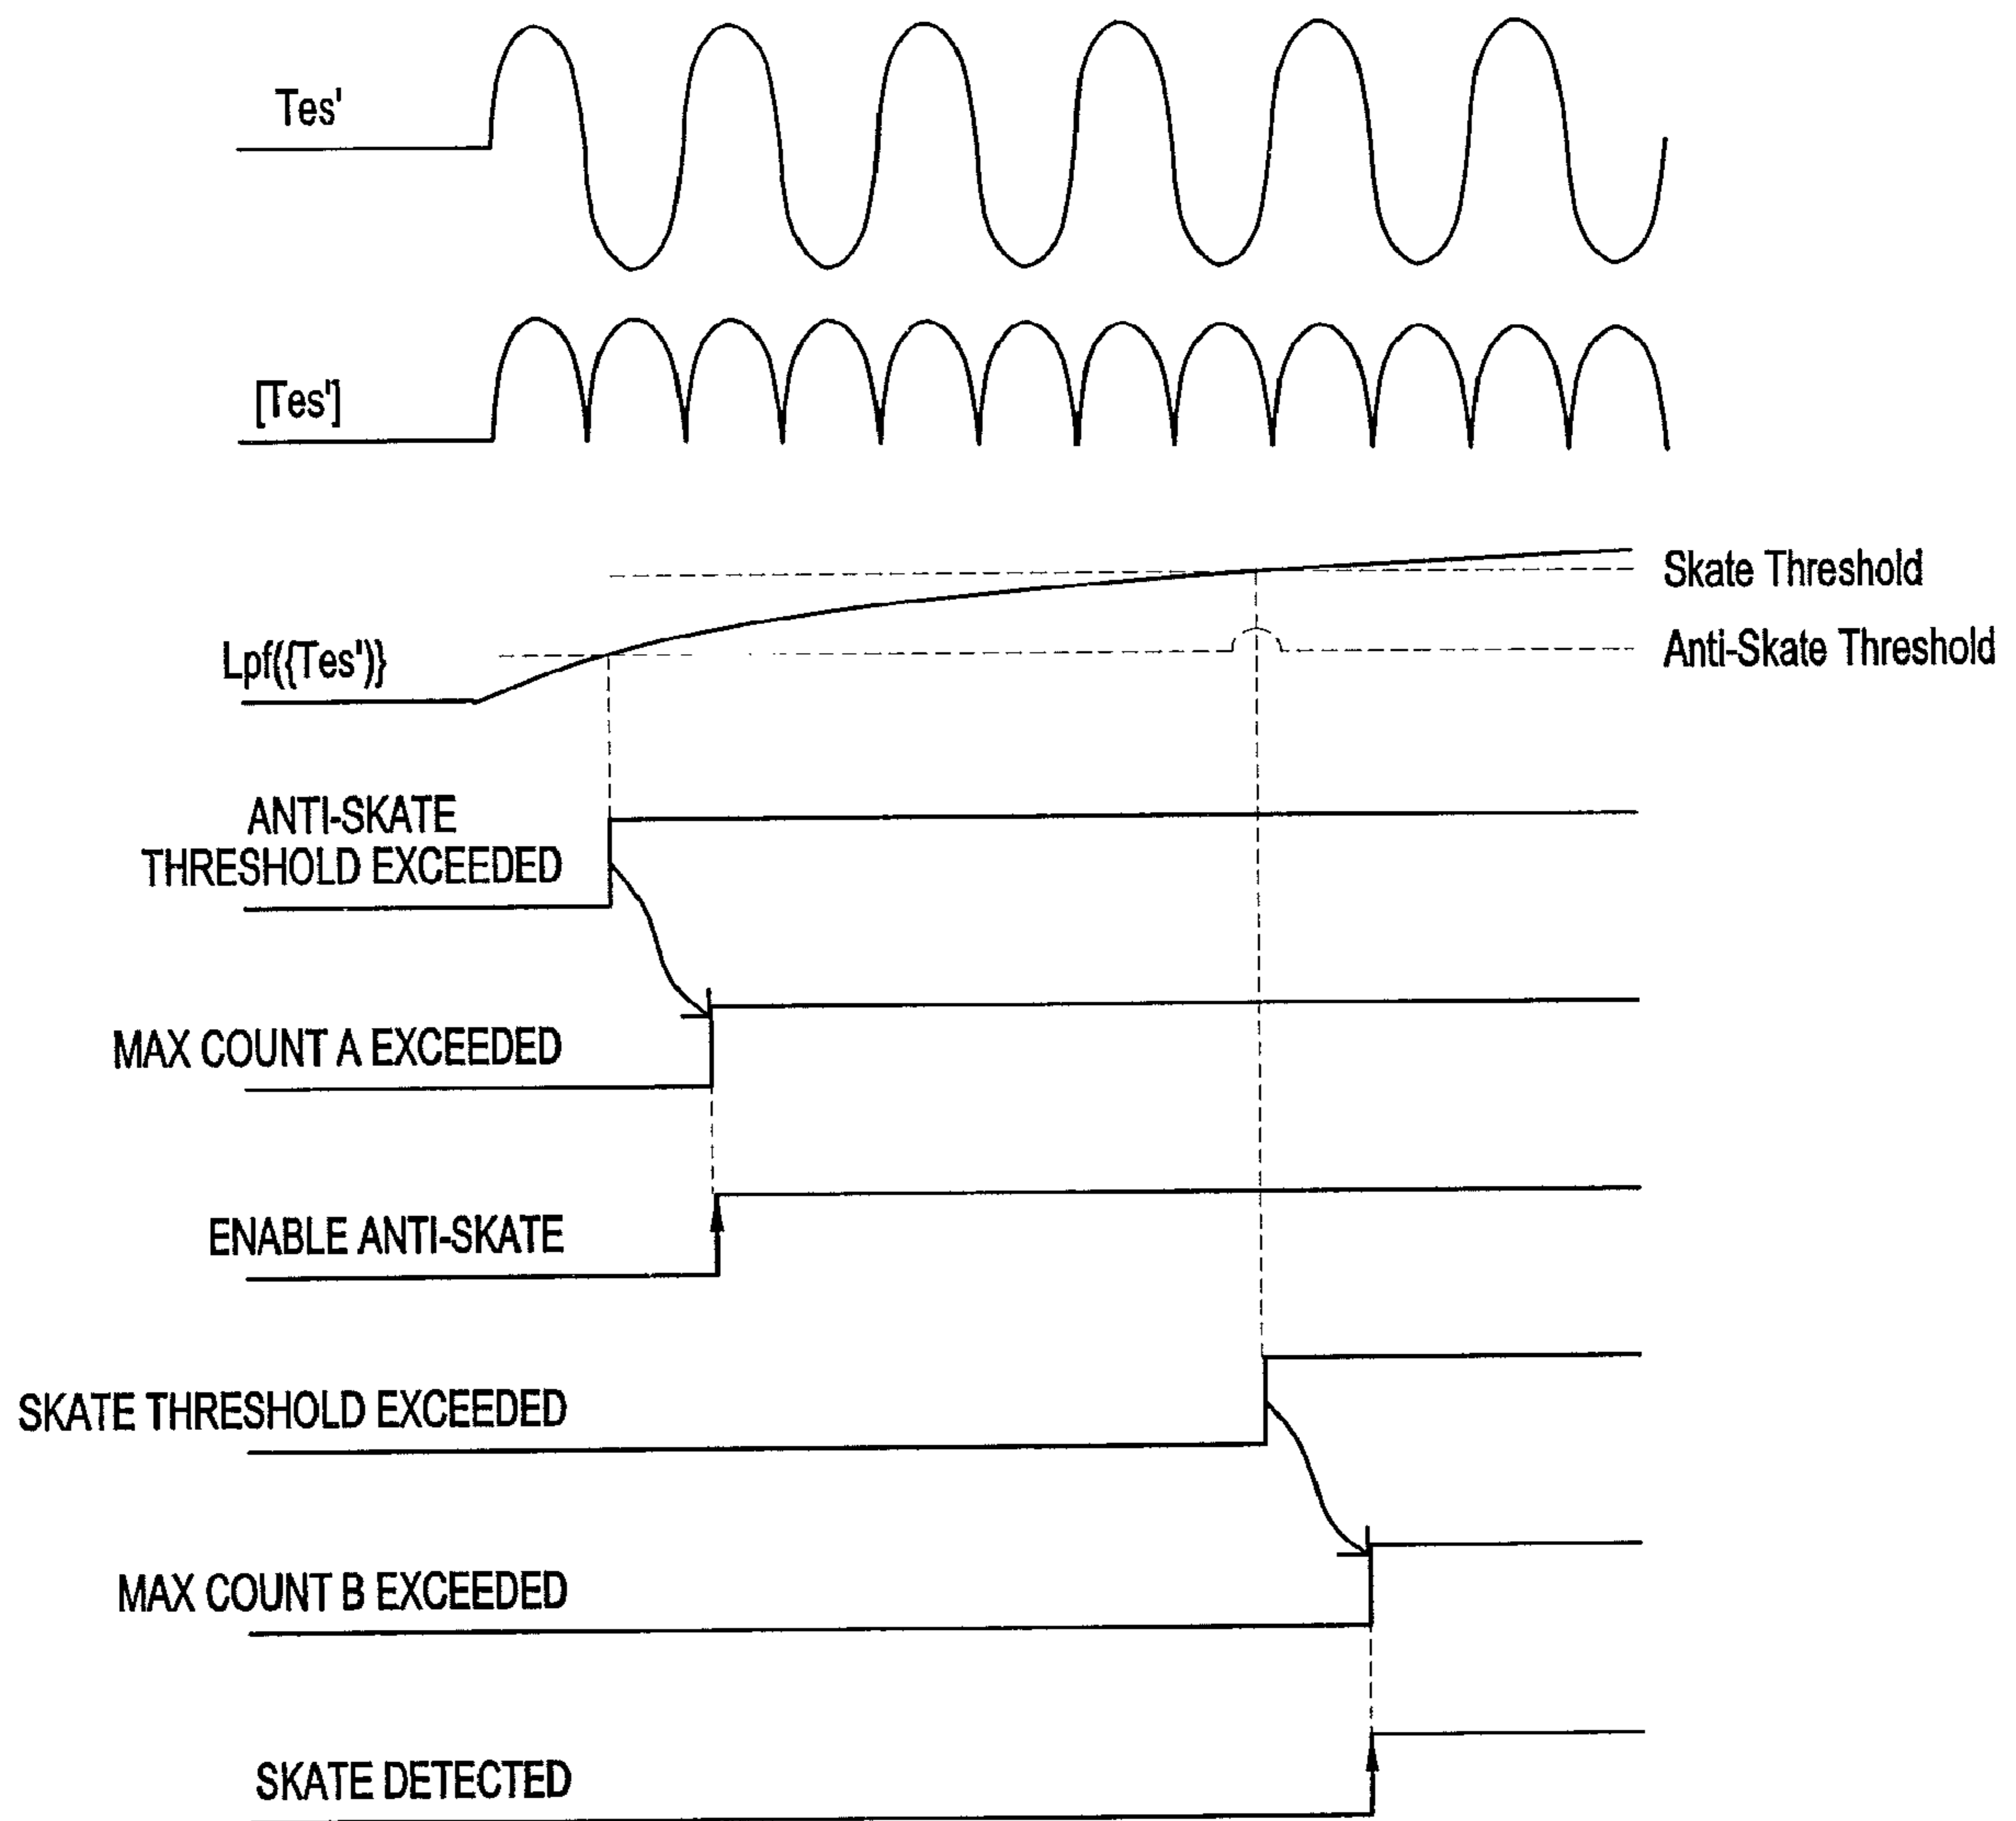 Tes'
[Tes']
Skate Threshold
Lpf({Tes')}
Anti-Skate Threshold
ANTI-SKATE
THRESHOLD EXCEEDED
MAX COUNT A EXCEEDED
ENABLE ANTI-SKATE
SKATE THRESHOLD EXCEEDED
MAX COUNT B EXCEEDED
SKATE DETECTED